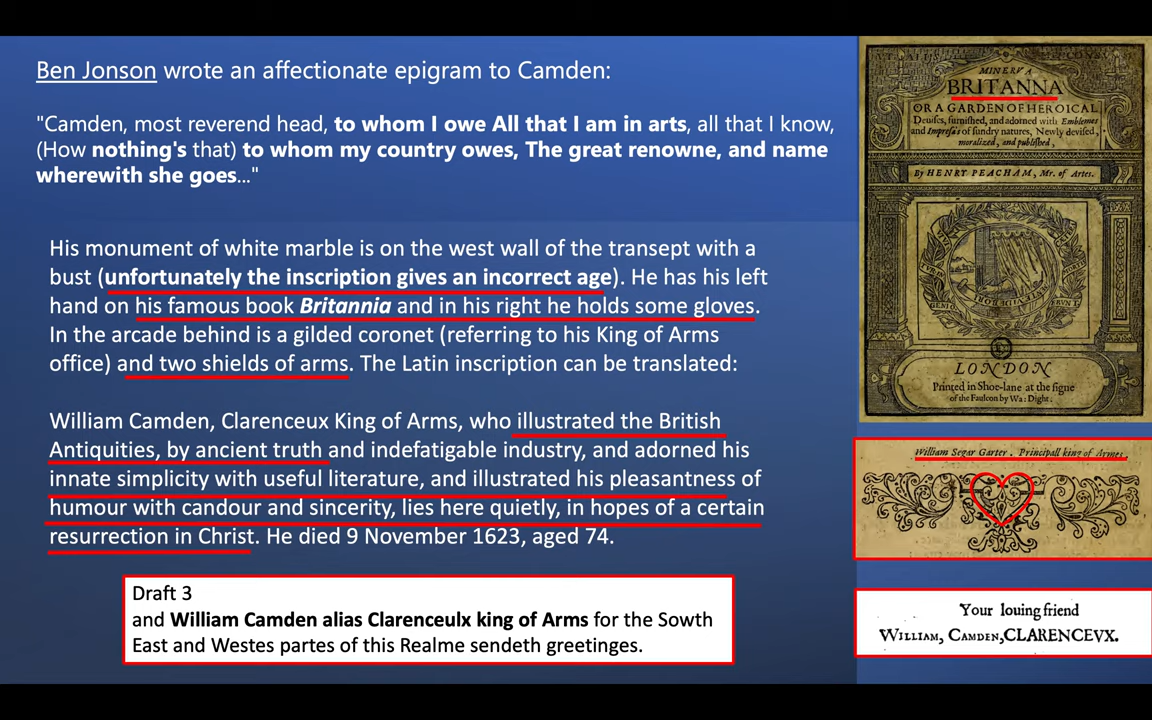 Ben Jonson wrote an affectionate epigram to Camden:
"Camden, most reverend head, to whom I owe All that I am in arts, all that I know,
(How nothing's that) to whom my country owes, The great renowne, and name
wherewith she goes..."
His monument of white marble is on the west wall of the transept with a
bust (unfortunately the inscription gives an incorrect age). He has his left
hand on his famous book Britannia and in his right he holds some gloves.
In the arcade behind is a gilded coronet (referring to his King of Arms
office) and two shields of arms. The Latin inscription can be translated:
William Camden, Clarenceux King of Arms, who illustrated the British
Antiquities, by ancient truth and indefatigable industry, and adorned his
innate simplicity with useful literature, and illustrated his pleasantness of
humour with candour and sincerity, lies here quietly, in hopes of a certain
resurrection in Christ. He died 9 November 1623, aged 74.
Draft 3
and William Camden alias Clarenceulx king of Arms for the Sowth
East and Westes partes of this Realme sendeth greetinges.
MINERVA
BRITANNA
OR A GARDEN OF HEROICAL
Deuises, furnished, and adorned with Emblemes
and Impresa's of sundry natures, Newly devised,
moralized, and published,
By HENRY PEACHAM, Mr. of Artes.
LONDON
Printed in Shoe-lane at the signe
of the Faulcon by Wa: Dight.
William Segar Garter, Principall king of Armes
Your louing friend
WILLIAM, CAMDEN, CLARENCEVX.